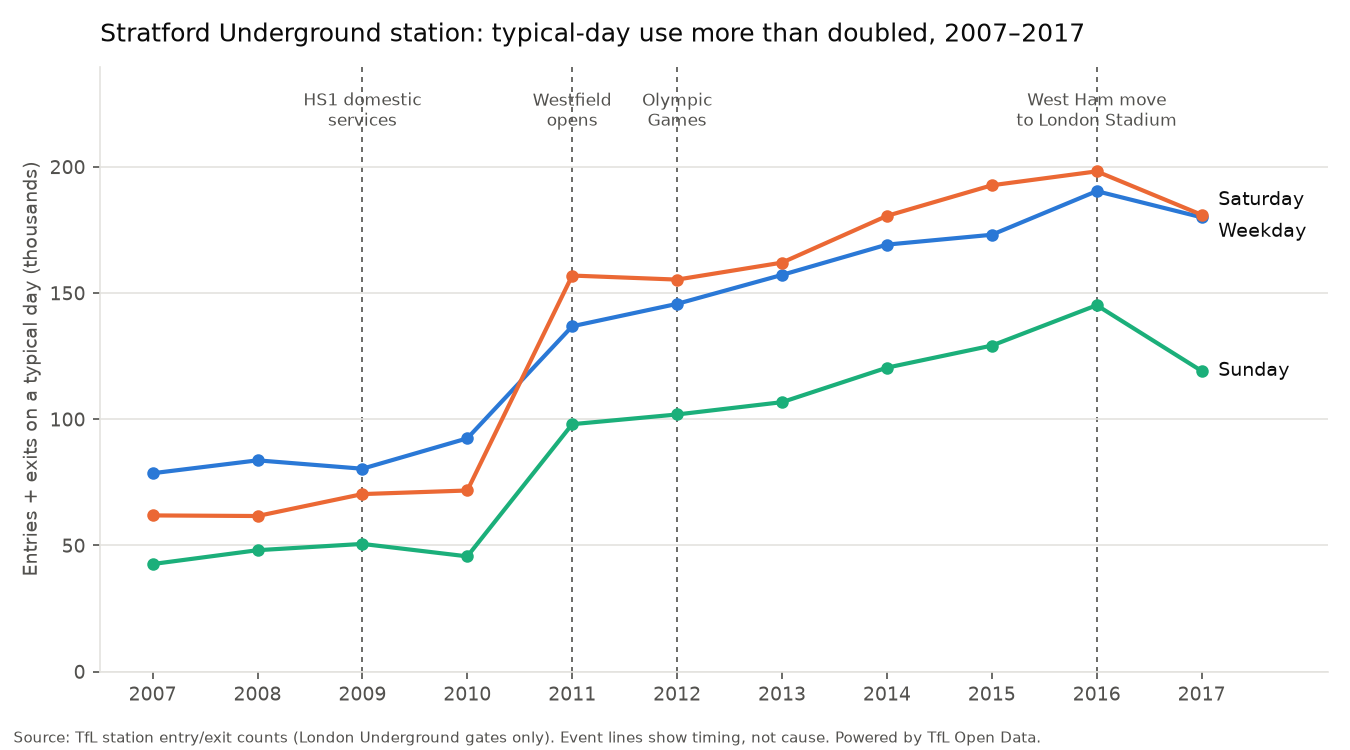 Stratford Underground station: typical-day use more than doubled, 2007–2017
HS1 domestic
services
Westfield
opens
Olympic
Games
West Ham move
to London Stadium
Entries + exits on a typical day (thousands)
200
150
100
50
0
Saturday
Weekday
Sunday
2007 2008 2009 2010 2011 2012 2013 2014 2015 2016 2017
Source: TfL station entry/exit counts (London Underground gates only). Event lines show timing, not cause. Powered by TfL Open Data.